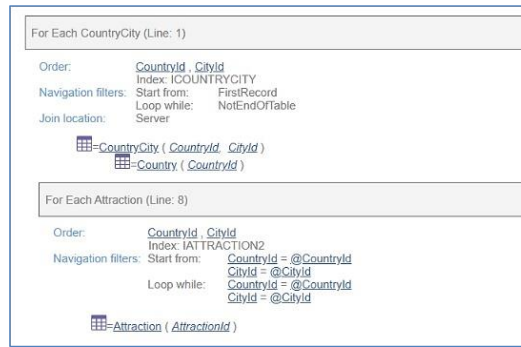 For Each CountryCity (Line: 1)
Order: CountryId , CityId
Index: ICOUNTRYCITY
Navigation filters: Start from: FirstRecord
Loop while: NotEndOfTable
Join location: Server
=CountryCity ( CountryId, CityId )
=Country ( CountryId )
For Each Attraction (Line: 8)
Order: CountryId , CityId
Index: IATTRACTION2
Navigation filters: Start from: CountryId = @CountryId
CityId = @CityId
Loop while: CountryId = @CountryId
CityId = @CityId
=Attraction ( AttractionId )